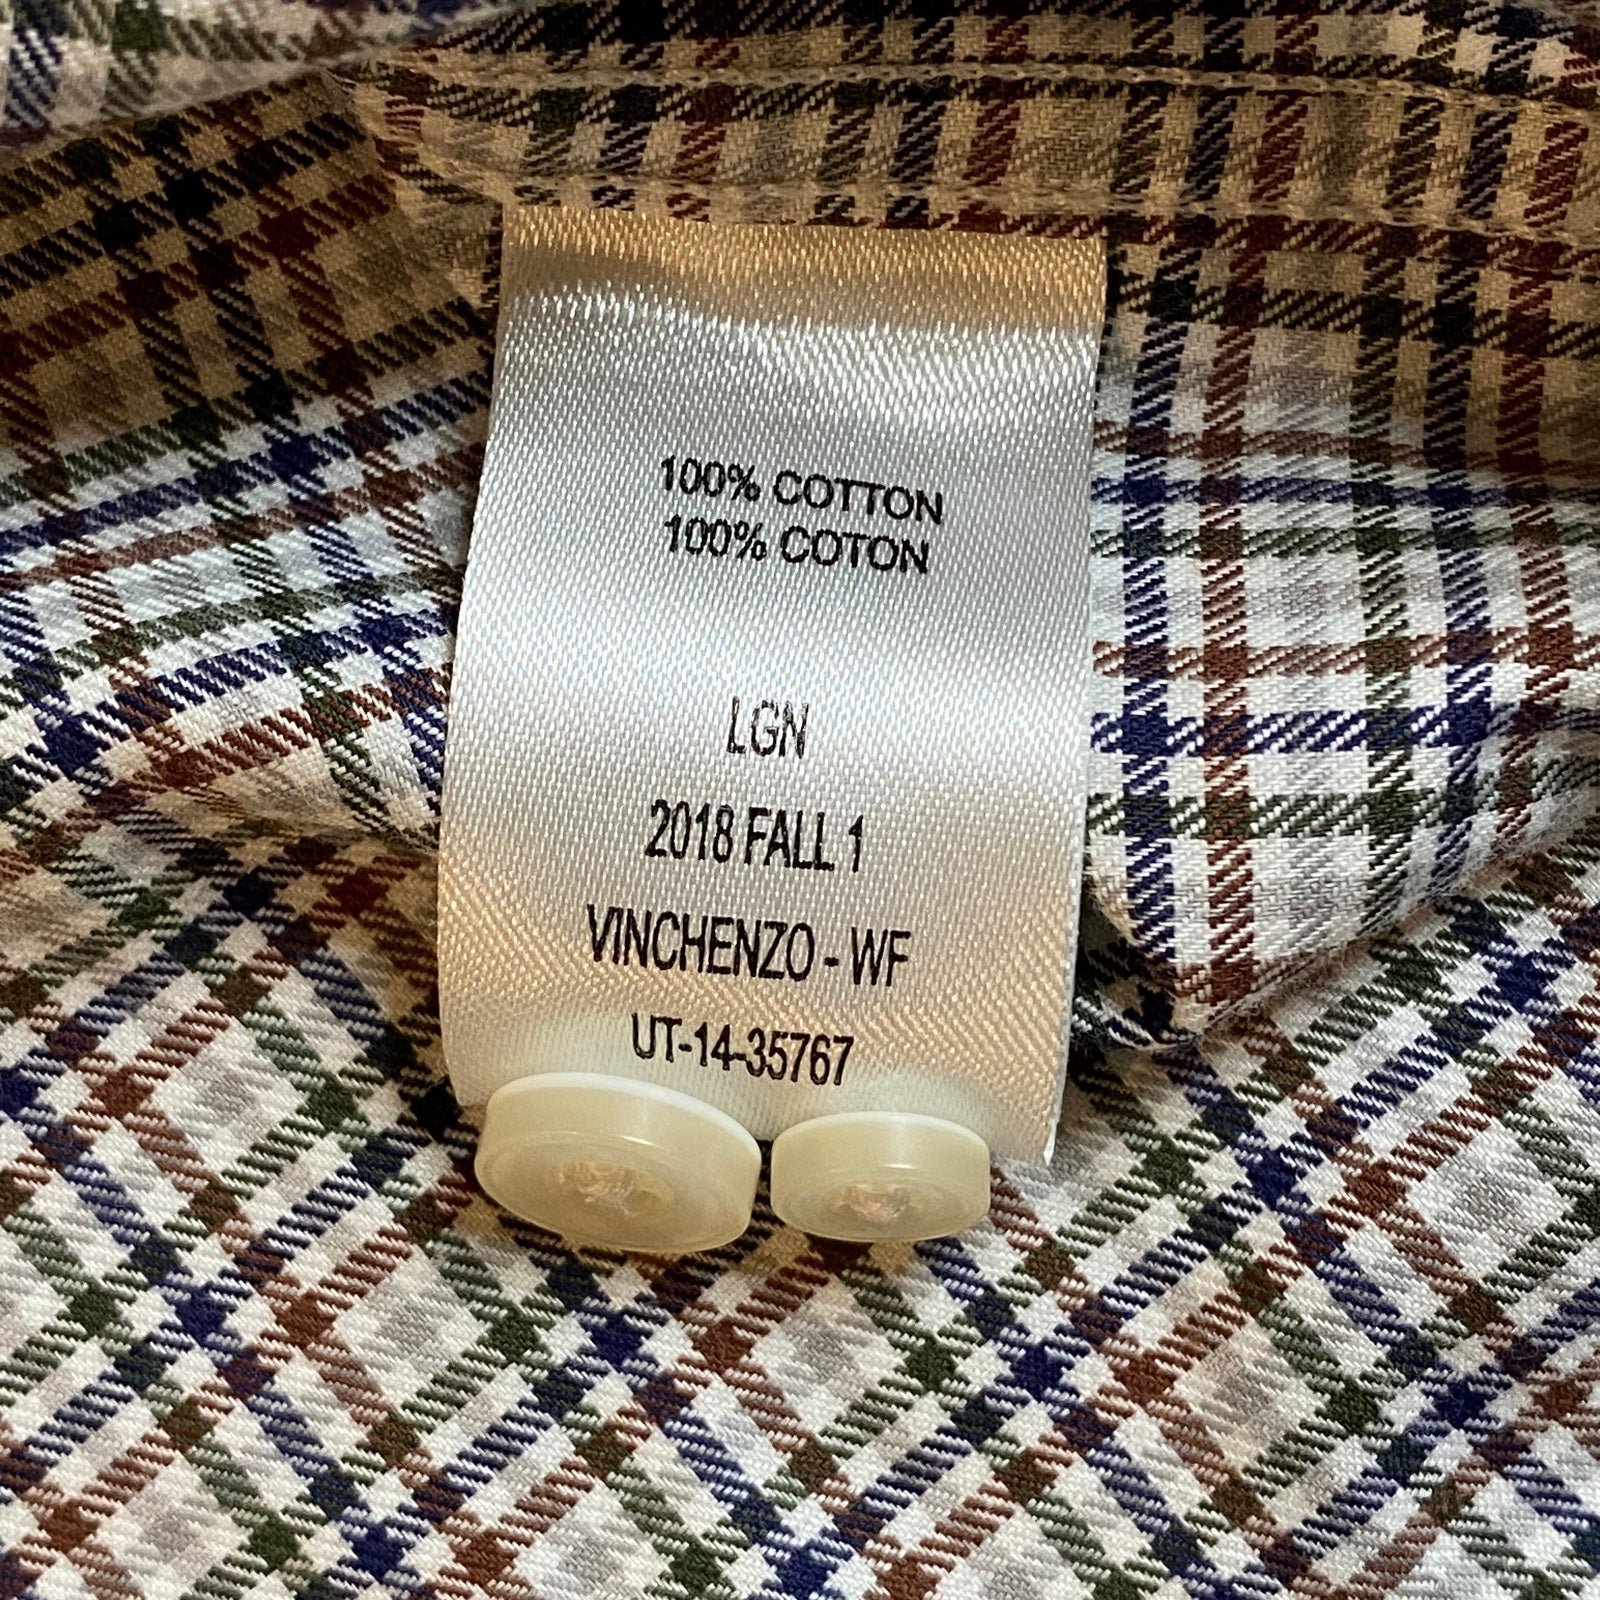 100% COTTON
100% COTON
LGN
2018 FALL 1
VINCHENZO - WF
UT-14-35767